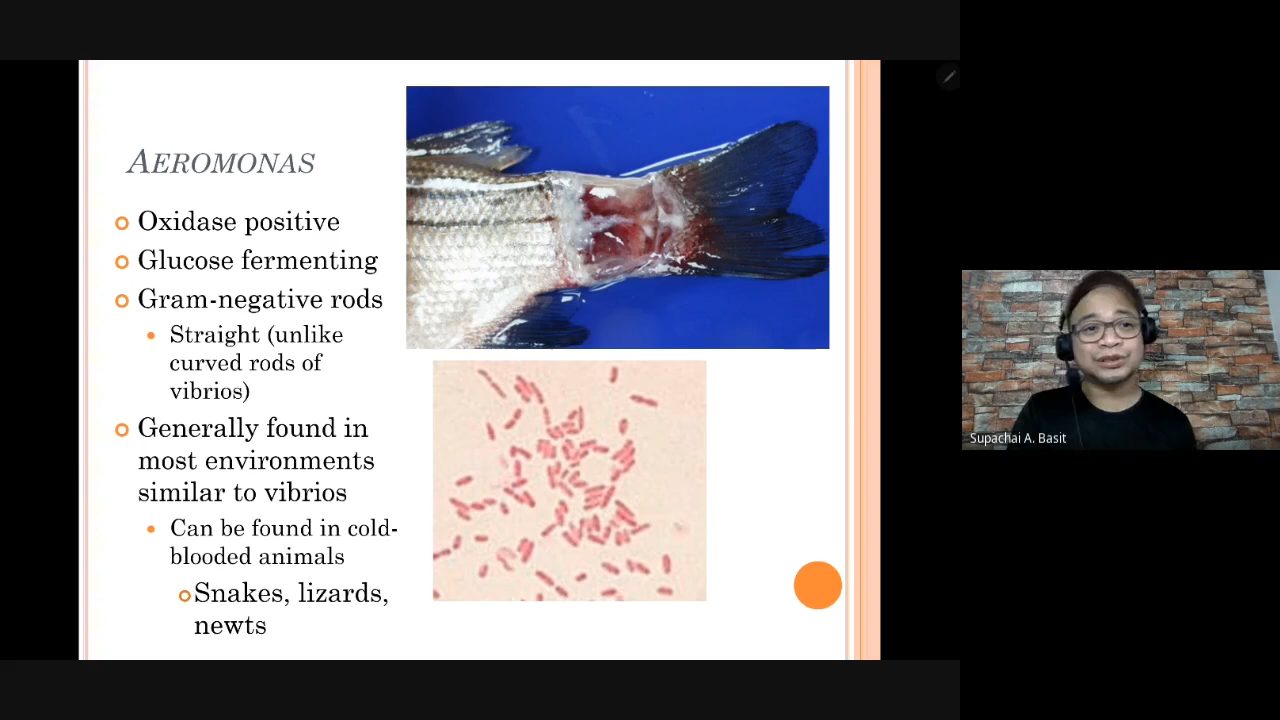 AEROMONAS
Oxidase positive
Glucose fermenting
Gram-negative rods
Straight (unlike
curved rods of
vibrios)
Generally found in
most environments
similar to vibrios
Can be found in cold-
blooded animals
Snakes, lizards,
newts
Supachai A. Basit